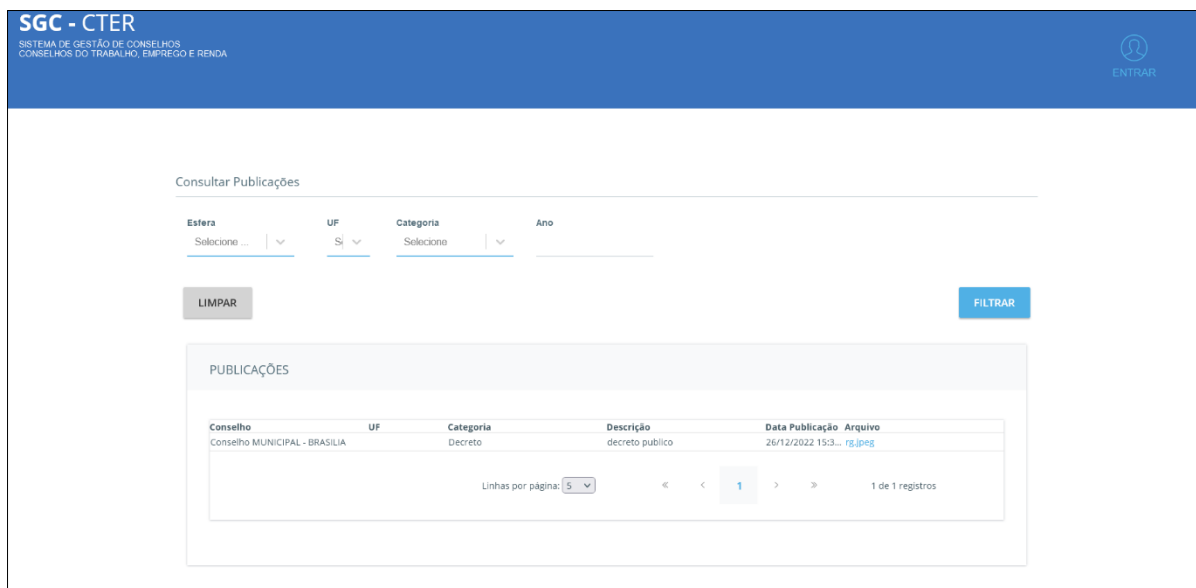 SGC - CTER
SISTEMA DE GESTÃO DE CONSELHOS
CONSELHOS DO TRABALHO, EMPREGO E RENDA
ENTRAR
Consultar Publicações
Esfera UF Categoria Ano
Selecione ... Se Selecione
LIMPAR FILTRAR
PUBLICAÇÕES
Conselho UF Categoria Descrição Data Publicação Arquivo
Conselho MUNICIPAL - BRASILIA Decreto decreto publico 26/12/2022 15:3... rg.jpeg
Linhas por página: 5 « < 1 > » 1 de 1 registros